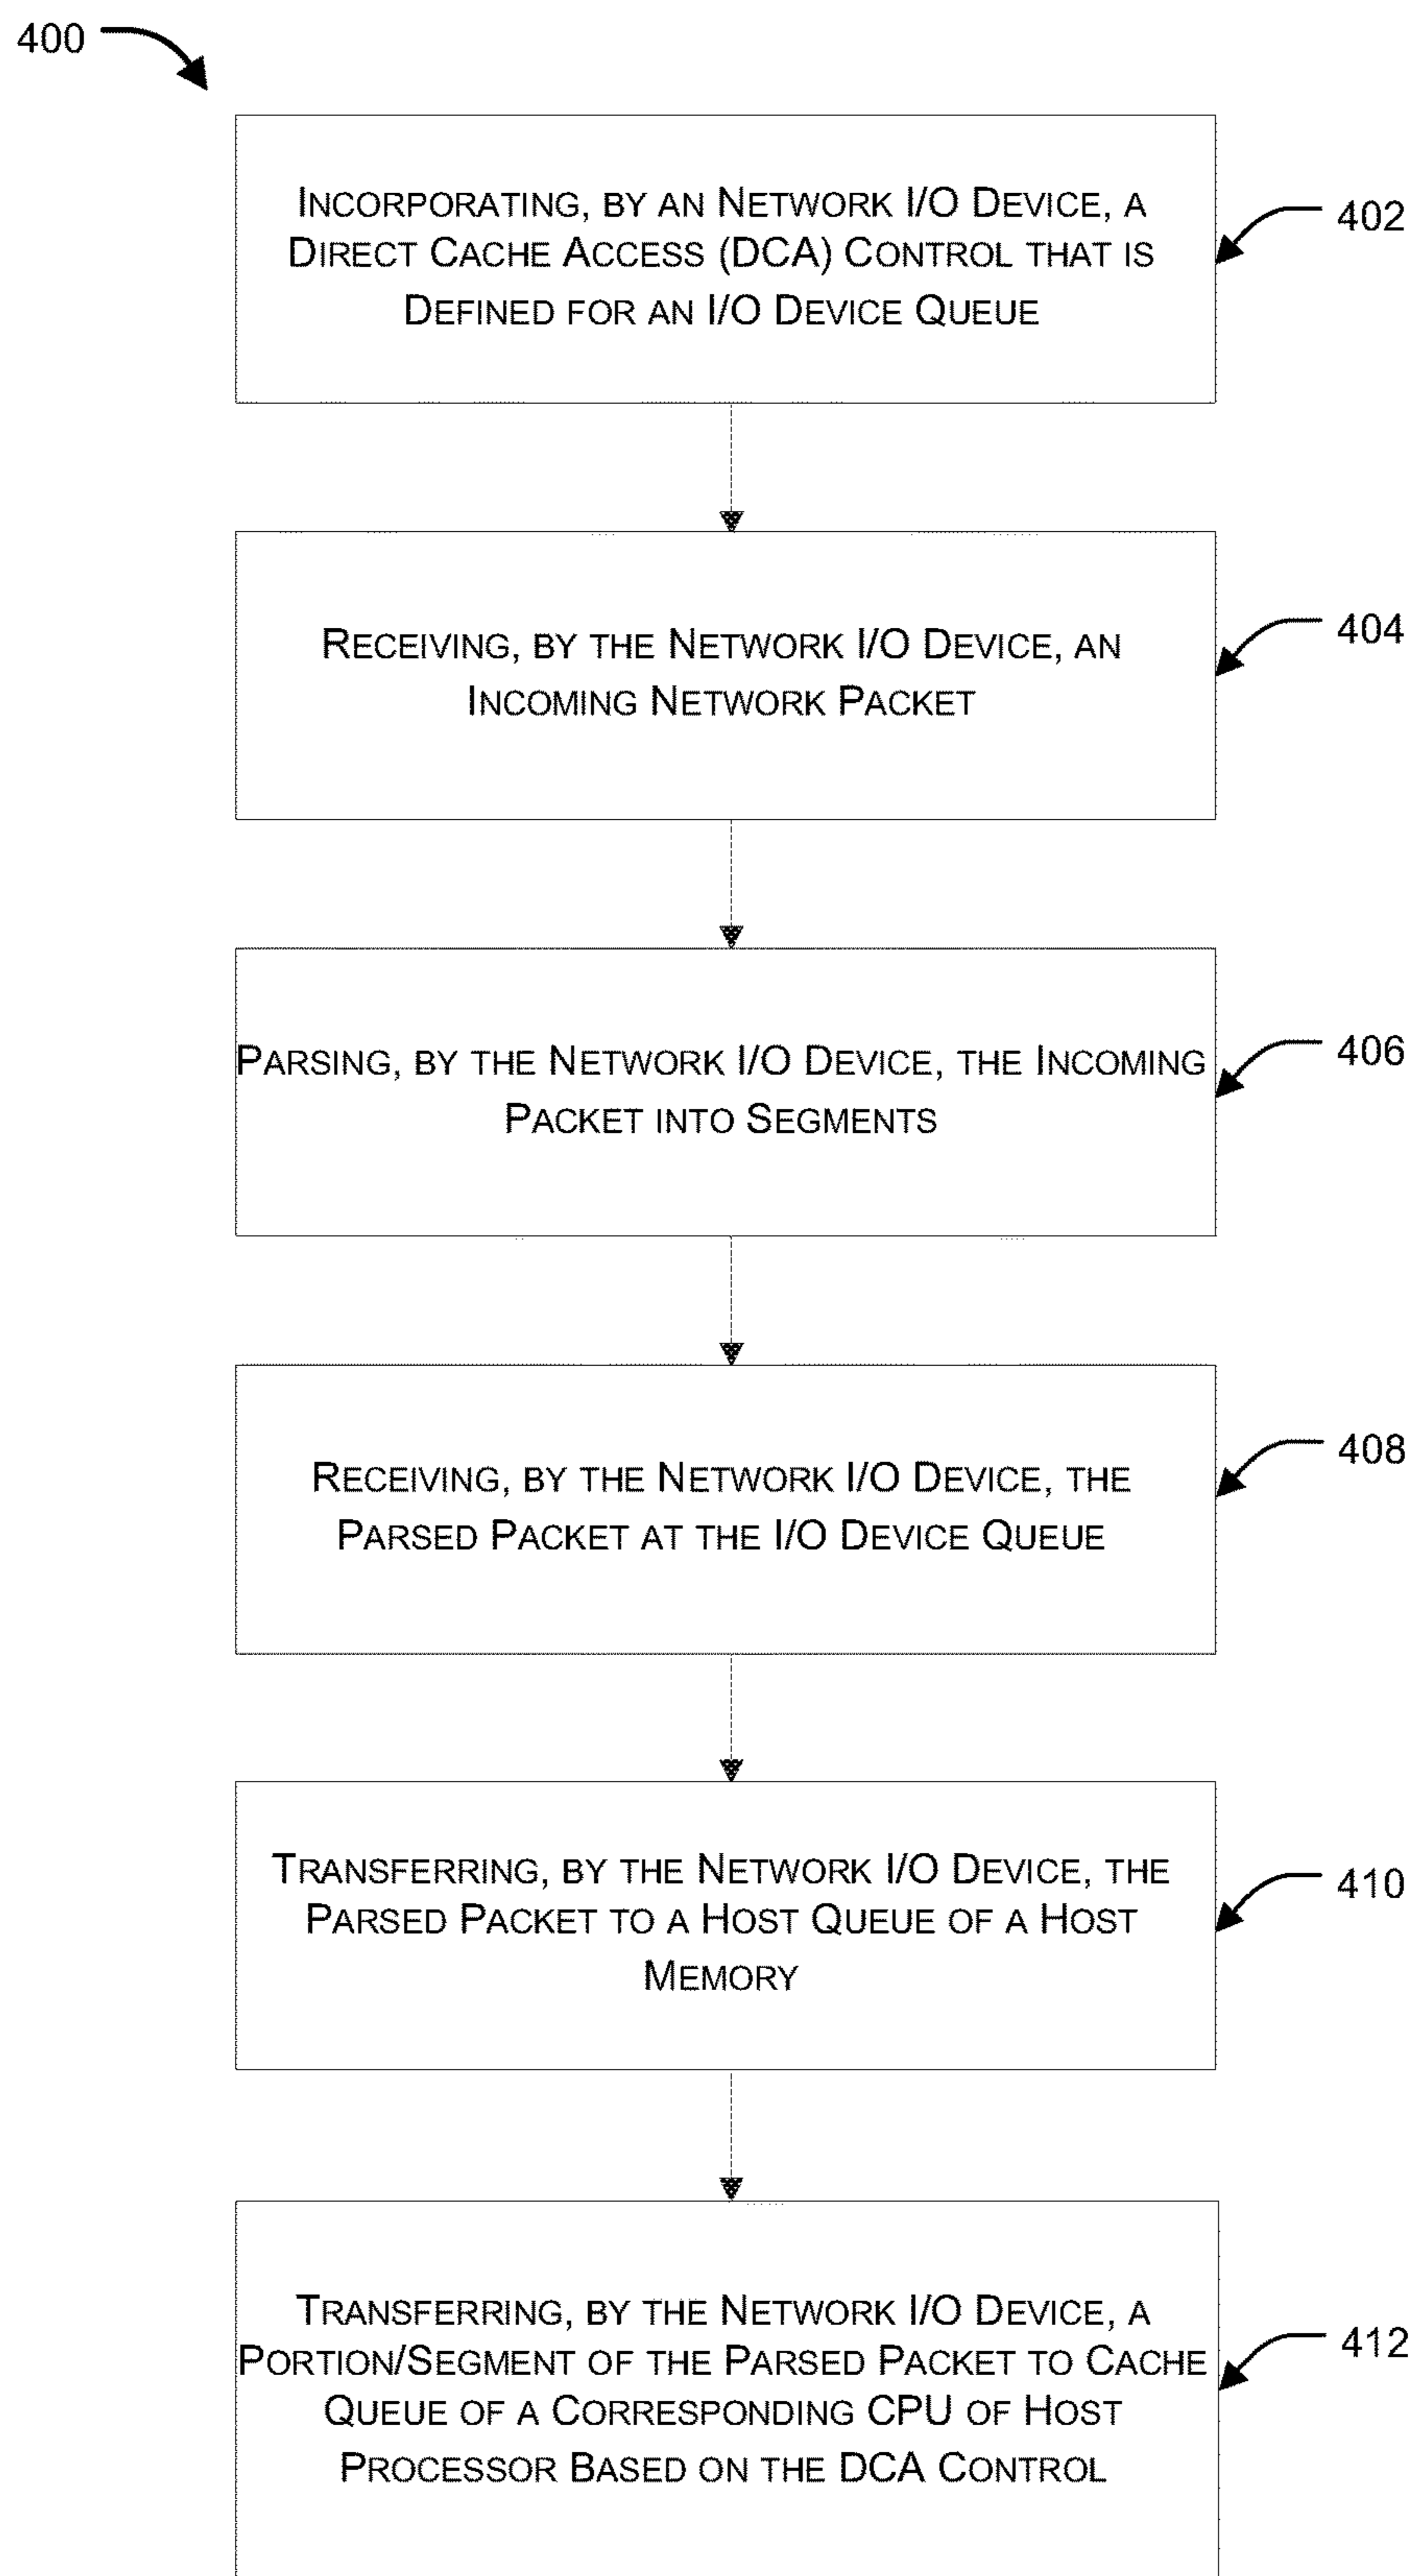 400
INCORPORATING, BY AN NETWORK I/O DEVICE, A
DIRECT CACHE ACCESS (DCA) CONTROL THAT IS
DEFINED FOR AN I/O DEVICE QUEUE
402
RECEIVING, BY THE NETWORK I/O DEVICE, AN
INCOMING NETWORK PACKET
404
PARSING, BY THE NETWORK I/O DEVICE, THE INCOMING
PACKET INTO SEGMENTS
406
RECEIVING, BY THE NETWORK I/O DEVICE, THE
PARSED PACKET AT THE I/O DEVICE QUEUE
408
TRANSFERRING, BY THE NETWORK I/O DEVICE, THE
PARSED PACKET TO A HOST QUEUE OF A HOST
MEMORY
410
TRANSFERRING, BY THE NETWORK I/O DEVICE, A
PORTION/SEGMENT OF THE PARSED PACKET TO CACHE
QUEUE OF A CORRESPONDING CPU OF HOST
PROCESSOR BASED ON THE DCA CONTROL
412